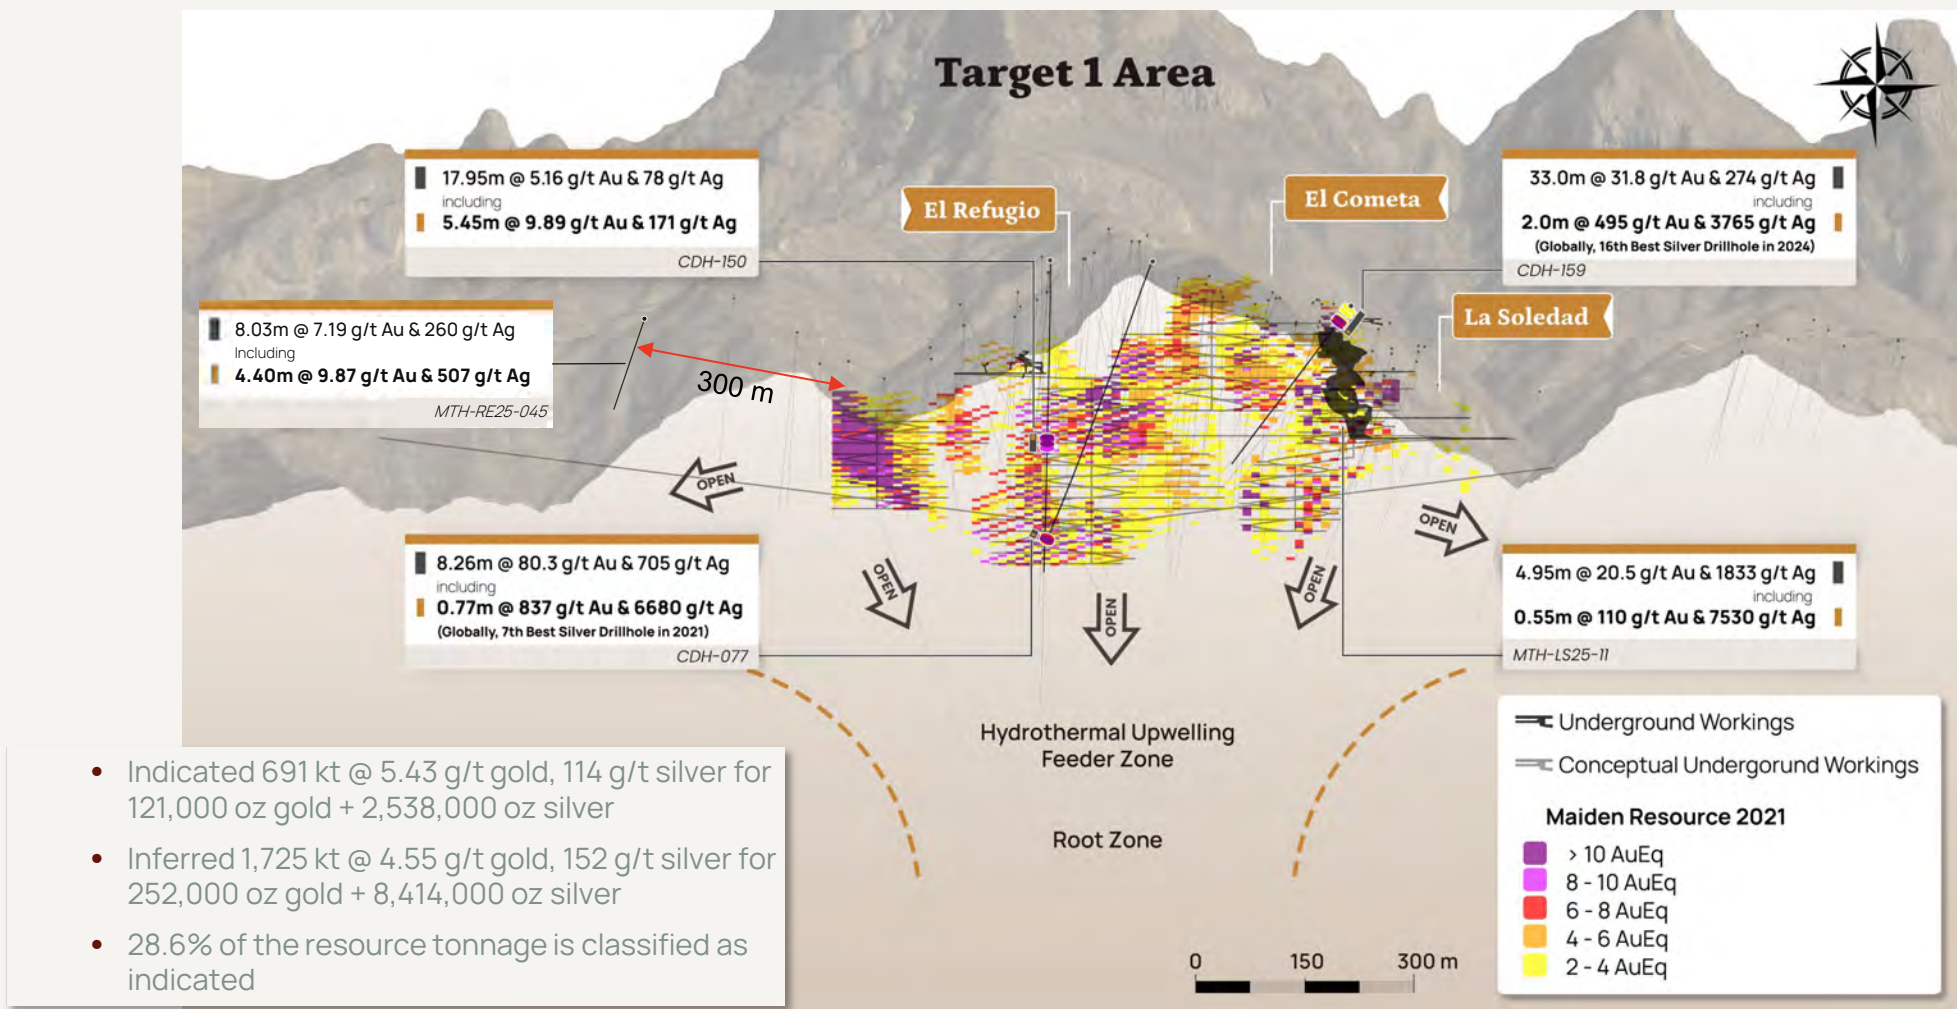 Target 1 Area
17.95m @ 5.16 g/t Au & 78 g/t Ag
including
5.45m @ 9.89 g/t Au & 171 g/t Ag
CDH-150
El Refugio
El Cometa
33.0m @ 31.8 g/t Au & 274 g/t Ag
including
2.0m @ 495 g/t Au & 3765 g/t Ag
(Globally, 16th Best Silver Drillhole in 2024)
CDH-159
La Soledad
8.03m @ 7.19 g/t Au & 260 g/t Ag
Including
4.40m @ 9.87 g/t Au & 507 g/t Ag
MTH-RE25-045
300 m
OPEN
OPEN
OPEN
OPEN
OPEN
8.26m @ 80.3 g/t Au & 705 g/t Ag
including
0.77m @ 837 g/t Au & 6680 g/t Ag
(Globally, 7th Best Silver Drillhole in 2021)
CDH-077
4.95m @ 20.5 g/t Au & 1833 g/t Ag
including
0.55m @ 110 g/t Au & 7530 g/t Ag
MTH-LS25-11
Hydrothermal Upwelling
Feeder Zone
Root Zone
• Indicated 691 kt @ 5.43 g/t gold, 114 g/t silver for
121,000 oz gold + 2,538,000 oz silver
• Inferred 1,725 kt @ 4.55 g/t gold, 152 g/t silver for
252,000 oz gold + 8,414,000 oz silver
• 28.6% of the resource tonnage is classified as
indicated
0 150 300 m
Underground Workings
Conceptual Undergorund Workings
Maiden Resource 2021
> 10 AuEq
8 - 10 AuEq
6 - 8 AuEq
4 - 6 AuEq
2 - 4 AuEq